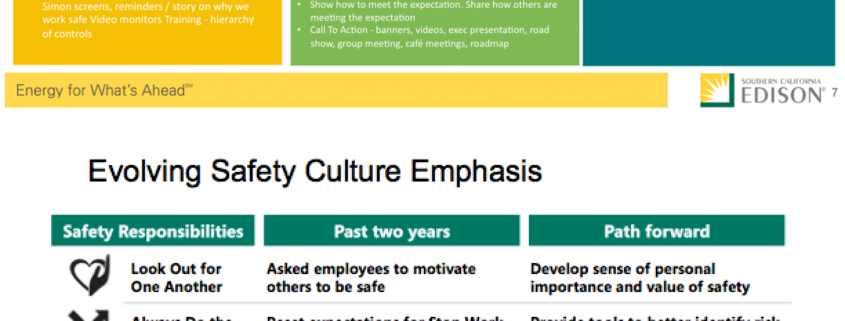 Simon screens, reminders / story on why we
work safe Video monitors Training - hierarchy
of controls
• Show how to meet the expectation. Share how others are
meeting the expectation
• Call To Action - banners, videos, exec presentation, road
show, group meeting, café meetings, roadmap
Energy for What's Ahead℠
SOUTHERN CALIFORNIA
EDISON® 7
Evolving Safety Culture Emphasis
Safety Responsibilities Past two years Path forward
Look Out for Asked employees to motivate Develop sense of personal
One Another others to be safe importance and value of safety
Always Do the Reset expectations for Stop Work Provide tools to better identify risk